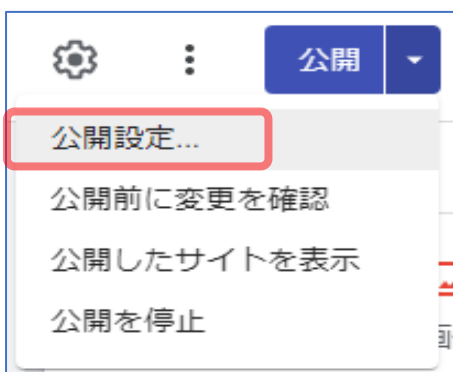 公開
公開設定...
公開前に変更を確認
公開したサイトを表示
公開を停止